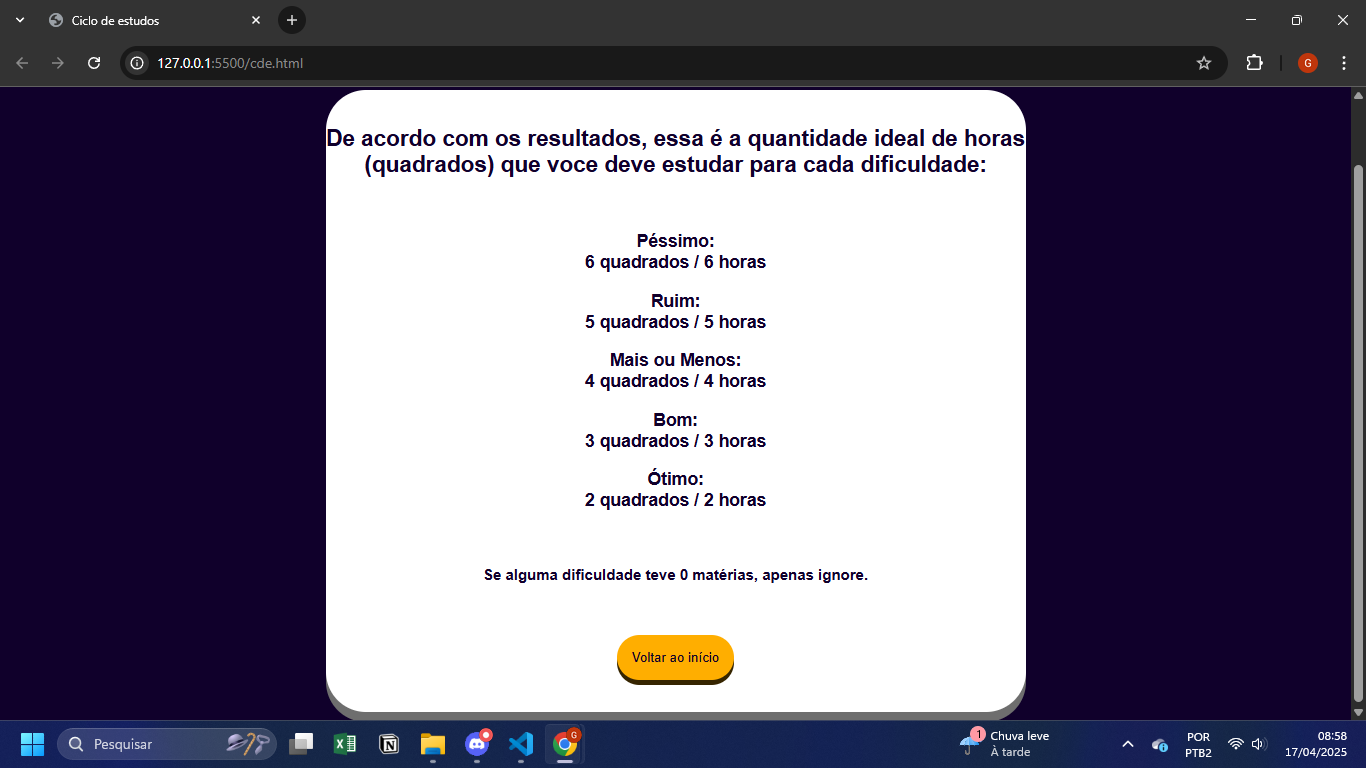 Ciclo de estudos
127.0.0.1:5500/cde.html
G
De acordo com os resultados, essa é a quantidade ideal de horas
(quadrados) que voce deve estudar para cada dificuldade:
Péssimo:
6 quadrados / 6 horas
Ruim:
5 quadrados / 5 horas
Mais ou Menos:
4 quadrados / 4 horas
Bom:
3 quadrados / 3 horas
Ótimo:
2 quadrados / 2 horas
Se alguma dificuldade teve 0 matérias, apenas ignore.
Voltar ao início
Pesquisar
G
1
Chuva leve
À tarde
POR
PTB2
08:58
17/04/2025